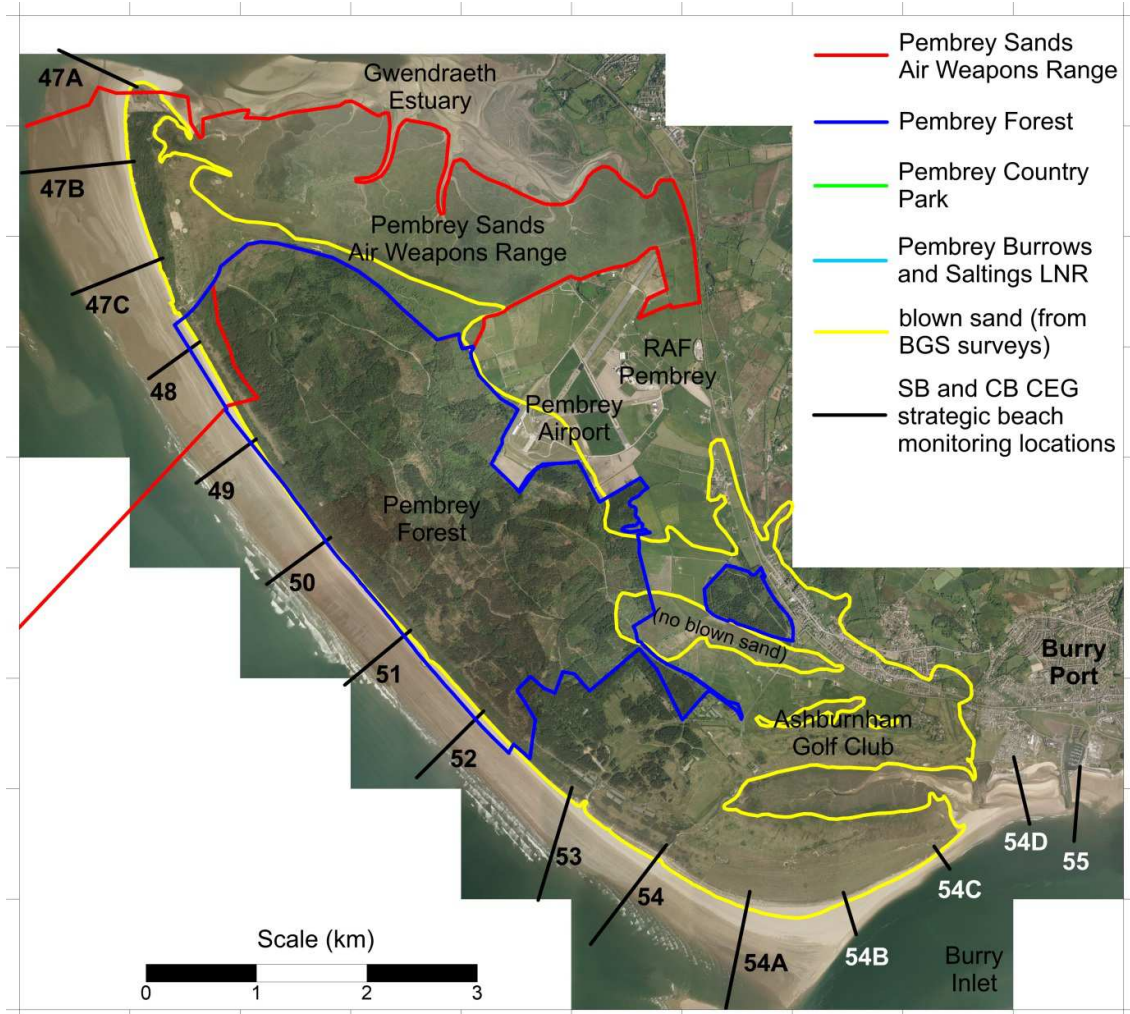 Pembrey Sands
Air Weapons Range
Pembrey Forest
Pembrey Country
Park
Pembrey Burrows
and Saltings LNR
blown sand (from
BGS surveys)
SB and CB CEG
strategic beach
monitoring locations
47A
Gwendraeth
Estuary
47B
Pembrey Sands
Air Weapons Range
47C
48
RAF
Pembrey
Pembrey
Airport
49
Pembrey
Forest
50
(no blown sand)
51
Burry
Port
52
Ashburnham
Golf Club
53
54
54A
54B
54C
54D
55
Burry
Inlet
Scale (km)
0 1 2 3